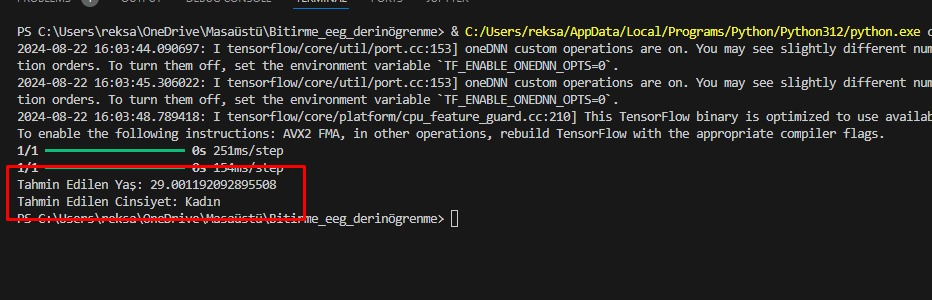 PROBLEMS
DEBUG CONSOLE
TERMINAL
PORTS
JUPYTER
PS C:\Users\reksa\OneDrive\Masaüstü\Bitirme_eeg_derinögrenme> & C:/Users/reksa/AppData/Local/Programs/Python/Python312/python.exe
2024-08-22 16:03:44.090697: I tensorflow/core/util/port.cc:153] oneDNN custom operations are on. You may see slightly different num
tion orders. To turn them off, set the environment variable `TF_ENABLE_ONEDNN_OPTS=0`.
2024-08-22 16:03:45.306022: I tensorflow/core/util/port.cc:153] oneDNN custom operations are on. You may see slightly different num
tion orders. To turn them off, set the environment variable `TF_ENABLE_ONEDNN_OPTS=0`.
2024-08-22 16:03:48.789418: I tensorflow/core/platform/cpu_feature_guard.cc:210] This TensorFlow binary is optimized to use availab
To enable the following instructions: AVX2 FMA, in other operations, rebuild TensorFlow with the appropriate compiler flags.
1/1 0s 251ms/step
1/1 0s 154ms/step
Tahmin Edilen Yaş: 29.001192092895508
Tahmin Edilen Cinsiyet: Kadın
PS C:\Users\reksa\OneDrive\Masaüstü\Bitirme_eeg_derinögrenme>